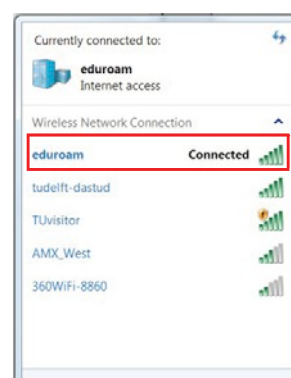 Currently connected to:
eduroam
Internet access
Wireless Network Connection
eduroam Connected
tudelft-dastud
TUvisitor
AMX_West
360WiFi-8860